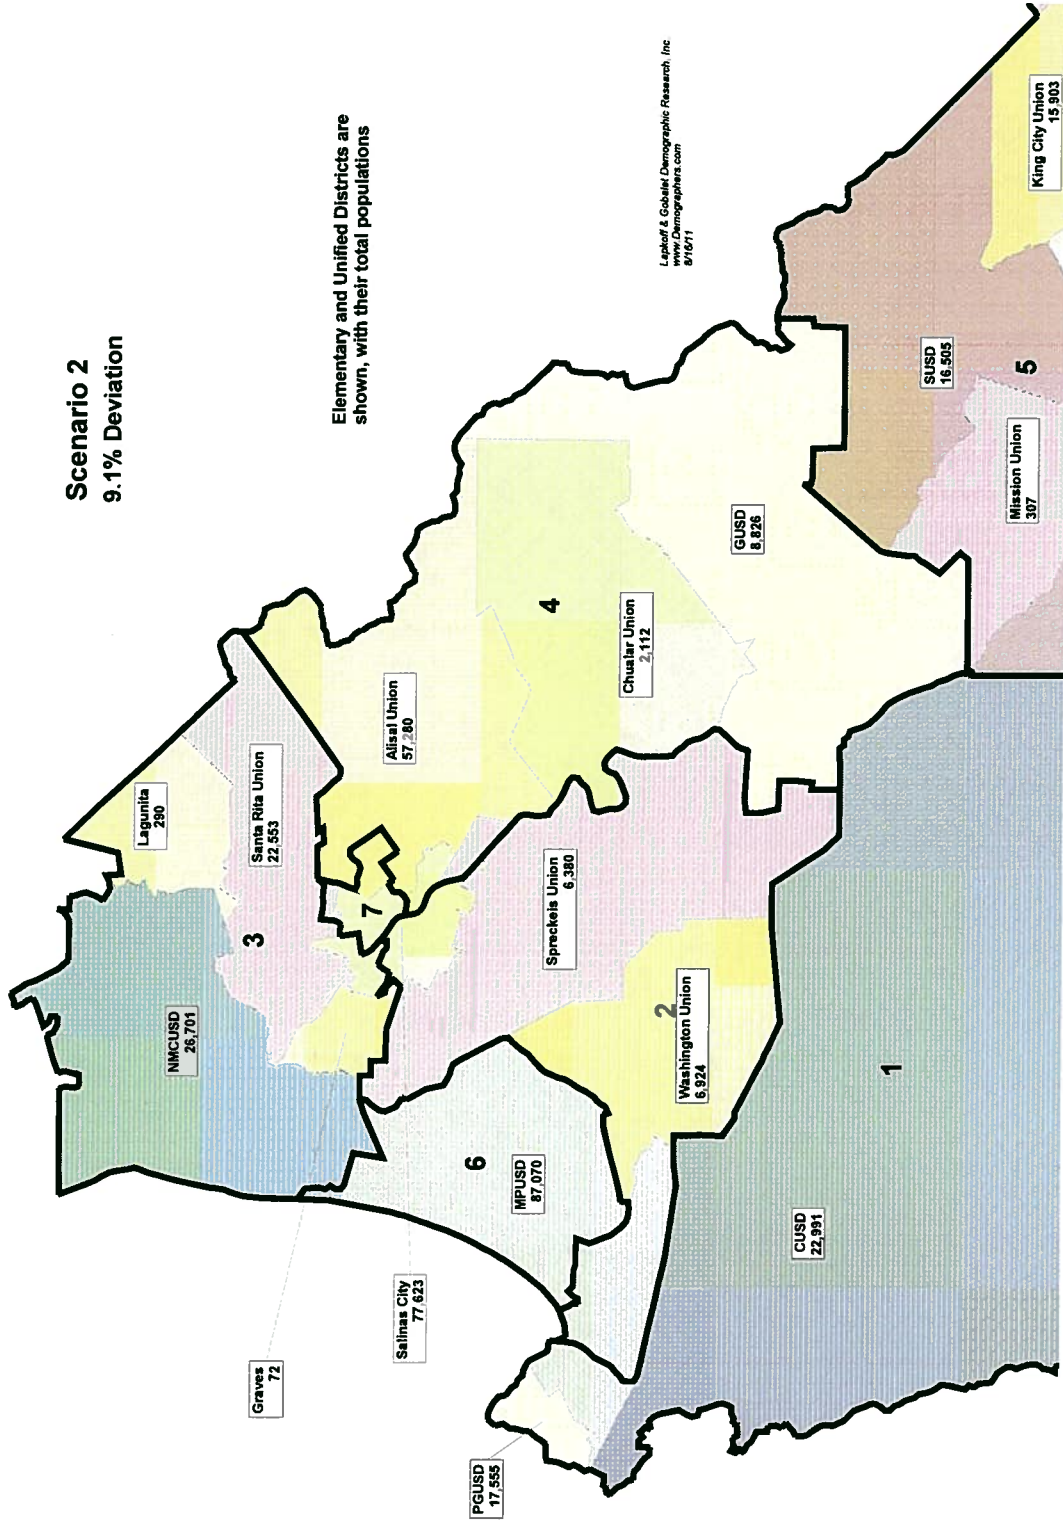 Scenario 2
9.1% Deviation
Elementary and Unified Districts are
shown, with their total populations
Lapkoff & Gobalet Demographic Research, Inc.
www.Demographers.com
8/16/11
Graves
72
NMCUSD
26,701
Lagunita
290
Santa Rita Union
22,553
3
Salinas City
77,623
7
Alisal Union
57,280
PGUSD
17,555
6
MPUSD
87,070
Spreckels Union
6,380
4
Chualar Union
2,112
2
Washington Union
6,924
GUSD
8,826
CUSD
22,991
1
SUSD
16,505
5
Mission Union
307
King City Union
15,903